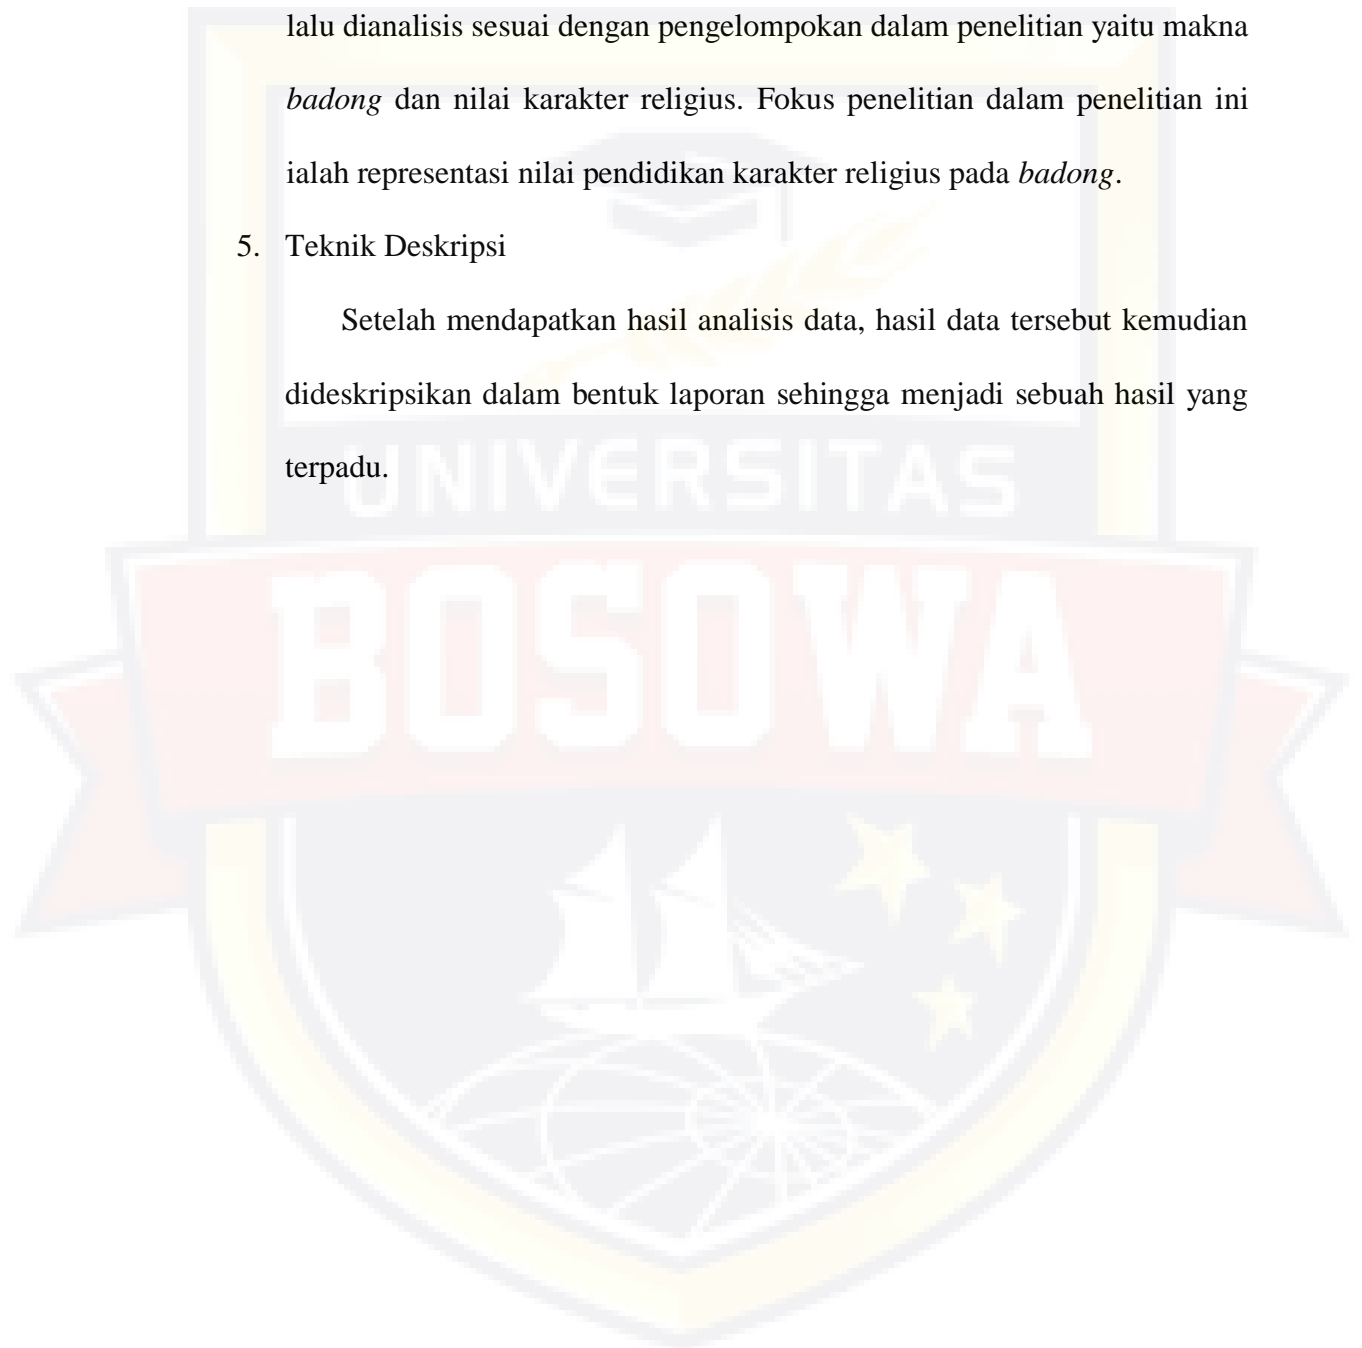 lalu dianalisis sesuai dengan pengelompokan dalam penelitian yaitu makna
badong dan nilai karakter religius. Fokus penelitian dalam penelitian ini
ialah representasi nilai pendidikan karakter religius pada badong.
5. Teknik Deskripsi
Setelah mendapatkan hasil analisis data, hasil data tersebut kemudian
dideskripsikan dalam bentuk laporan sehingga menjadi sebuah hasil yang
terpadu.
UNIVERSITAS
BOSOWA